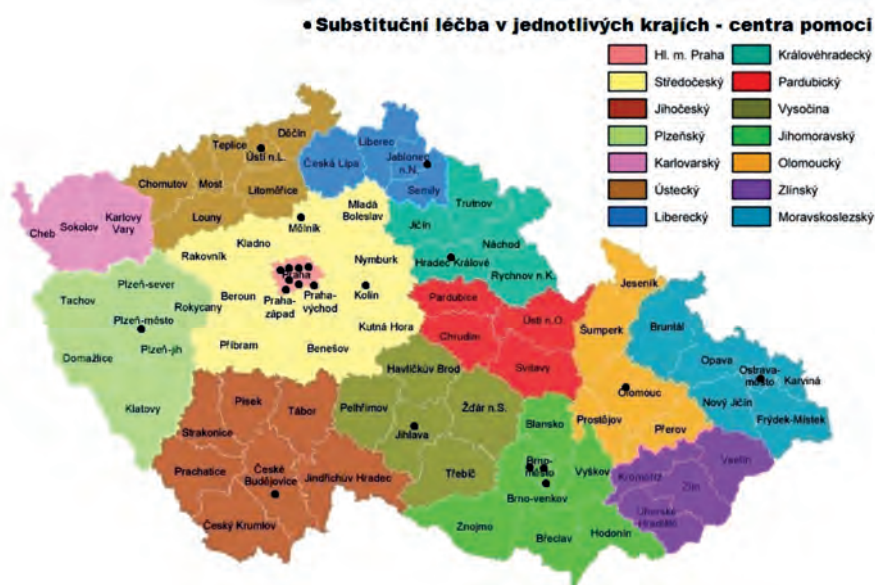 • Substituční léčba v jednotlivých krajích - centra pomoci
Hl. m. Praha
Středočeský
Jihočeský
Plzeňský
Karlovarský
Ústecký
Liberecký
Královéhradecký
Pardubický
Vysočina
Jihomoravský
Olomoucký
Zlínský
Moravskoslezský
Děčín
Teplice
Ústí n.L.
Chomutov
Most
Litoměřice
Louny
Liberec
Česká Lípa
Jablonec
n.N.
Semily
Trutnov
Jičín
Náchod
Hradec Králové
Rychnov n.K.
Cheb
Sokolov
Karlovy
Vary
Mladá
Boleslav
Mělník
Kladno
Rakovník
Nymburk
Praha
Beroun
Praha-
západ
Praha-
východ
Kolín
Kutná Hora
Příbram
Benešov
Plzeň-sever
Tachov
Rokycany
Plzeň-město
Domažlice
Plzeň-jih
Klatovy
Pardubice
Ústí n.O.
Chrudim
Svitavy
Jeseník
Šumperk
Olomouc
Prostějov
Přerov
Bruntál
Opava
Ostrava-
město
Karviná
Nový Jičín
Frýdek-Místek
Havlíčkův Brod
Pelhřimov
Žďár n.S.
Jihlava
Třebíč
Písek
Tábor
Strakonice
Prachatice
České
Budějovice
Jindřichův Hradec
Český Krumlov
Blansko
Brno-
město
Vyškov
Brno-venkov
Znojmo
Břeclav
Hodonín
Vsetín
Kroměříž
Zlín
Uherské
Hradiště